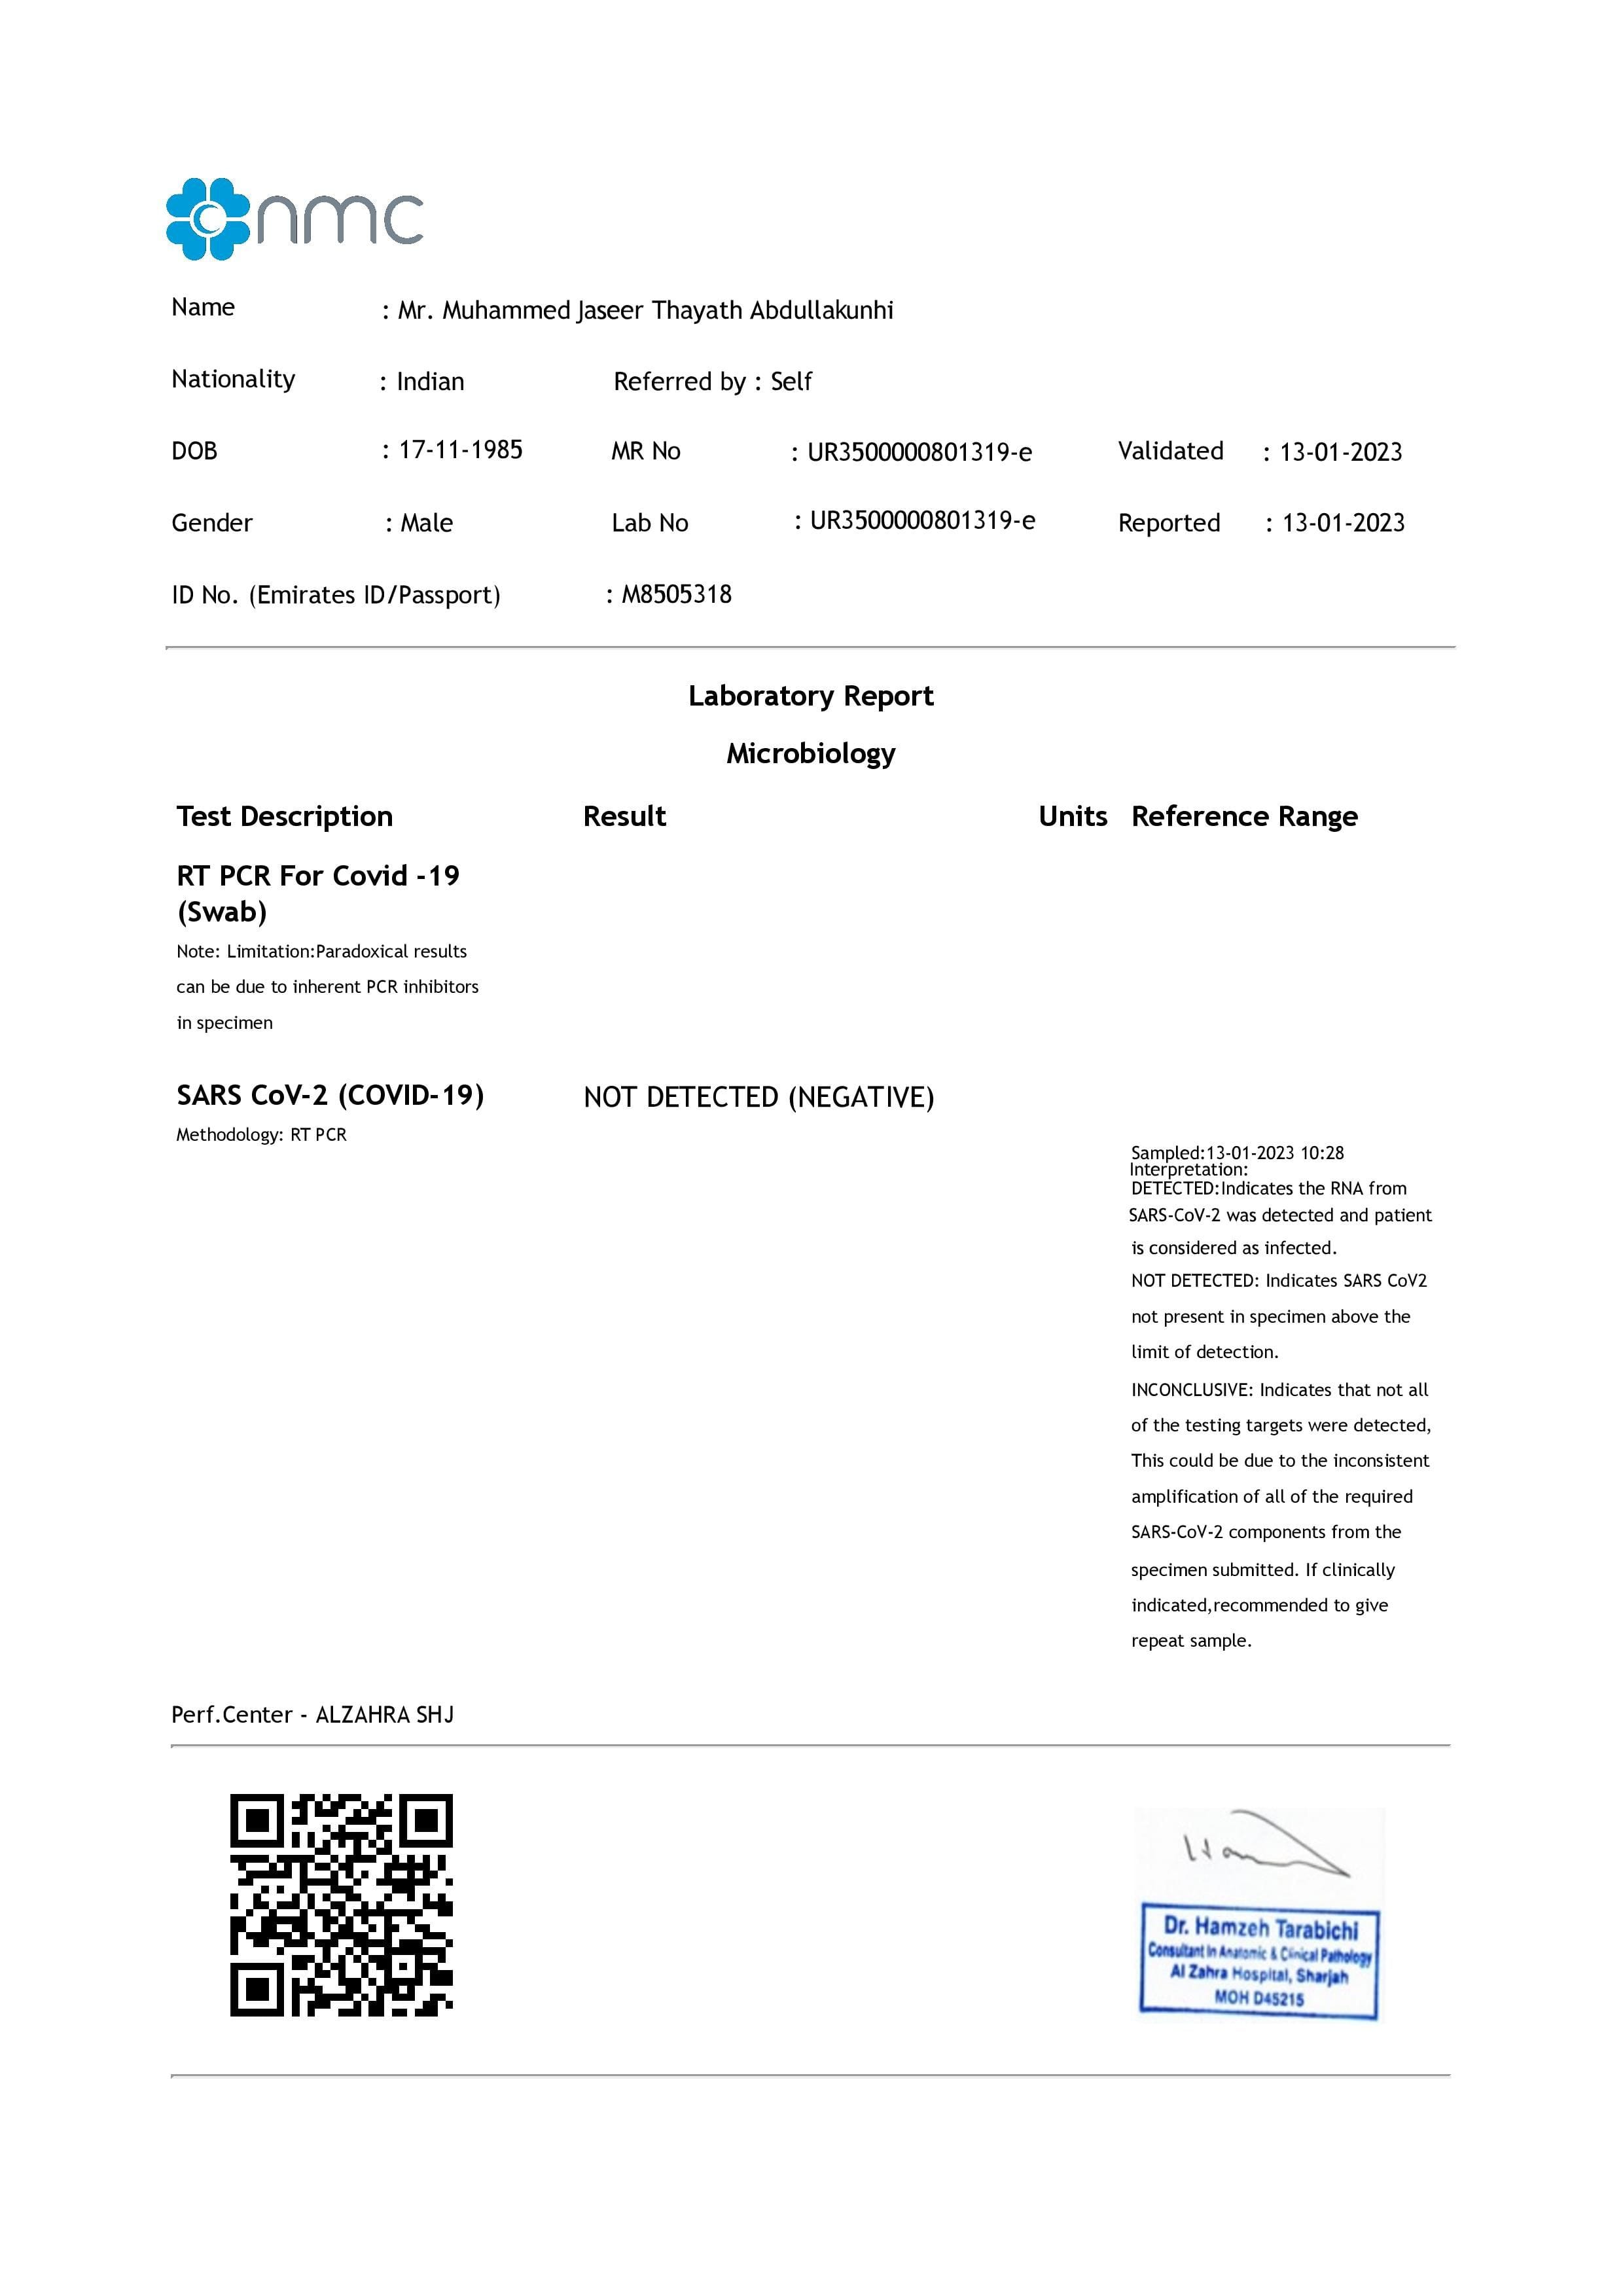 nmc
Name : Mr. Muhammed Jaseer Thayath Abdullakunhi
Nationality : Indian Referred by : Self
DOB : 17-11-1985 MR No : UR3500000801319-e Validated : 13-01-2023
Gender : Male Lab No : UR3500000801319-e Reported : 13-01-2023
ID No. (Emirates ID/Passport) : M8505318
Laboratory Report
Microbiology
Test Description Result Units Reference Range
RT PCR For Covid -19
(Swab)
Note: Limitation:Paradoxical results
can be due to inherent PCR inhibitors
in specimen
SARS CoV-2 (COVID-19) NOT DETECTED (NEGATIVE)
Methodology: RT PCR
Sampled:13-01-2023 10:28
Interpretation:
DETECTED:Indicates the RNA from
SARS-CoV-2 was detected and patient
is considered as infected.
NOT DETECTED: Indicates SARS CoV2
not present in specimen above the
limit of detection.
INCONCLUSIVE: Indicates that not all
of the testing targets were detected,
This could be due to the inconsistent
amplification of all of the required
SARS-CoV-2 components from the
specimen submitted. If clinically
indicated,recommended to give
repeat sample.
Perf.Center - ALZAHRA SHJ
Dr. Hamzeh Tarabichi
Consultant In Anatomic & Clinical Pathology
Al Zahra Hospital, Sharjah
MOH D45215